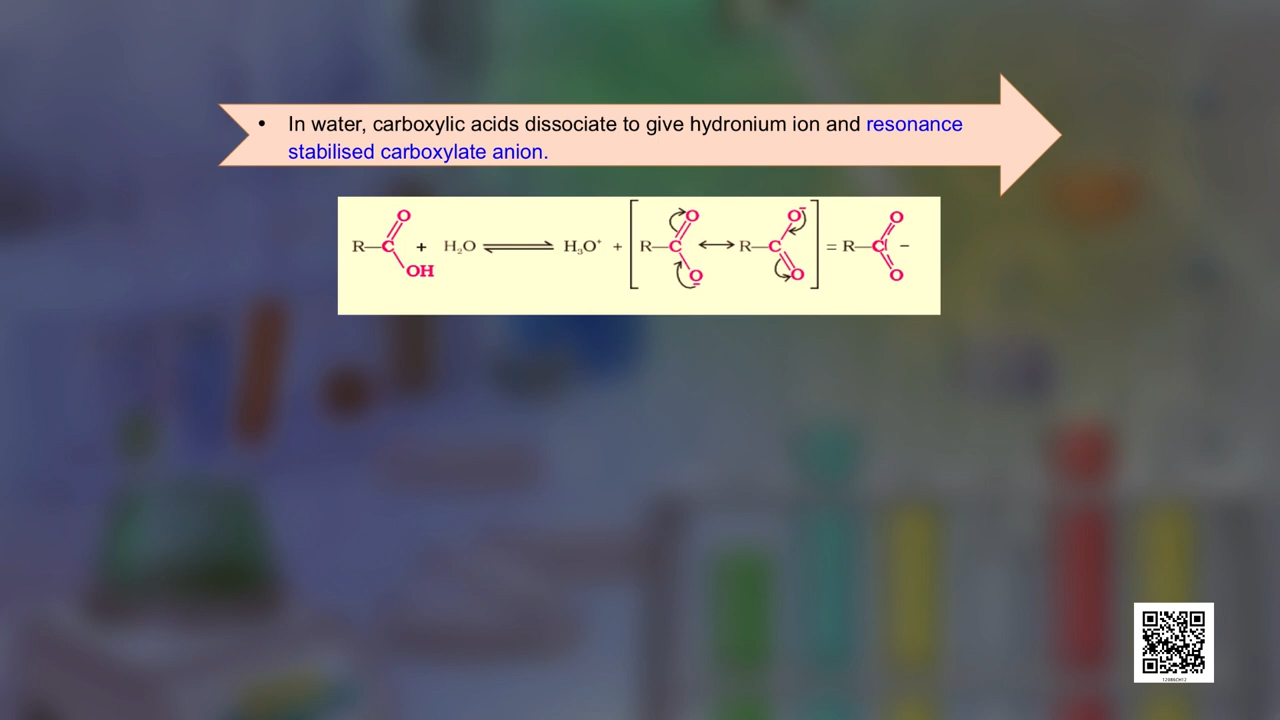 • In water, carboxylic acids dissociate to give hydronium ion and resonance
stabilised carboxylate anion.
R–C(=O)OH + H₂O ⇌ H₃O⁺ + [R–C(=O)O⁻ ↔ R–C(O⁻)=O] = R–C(O)(O) –